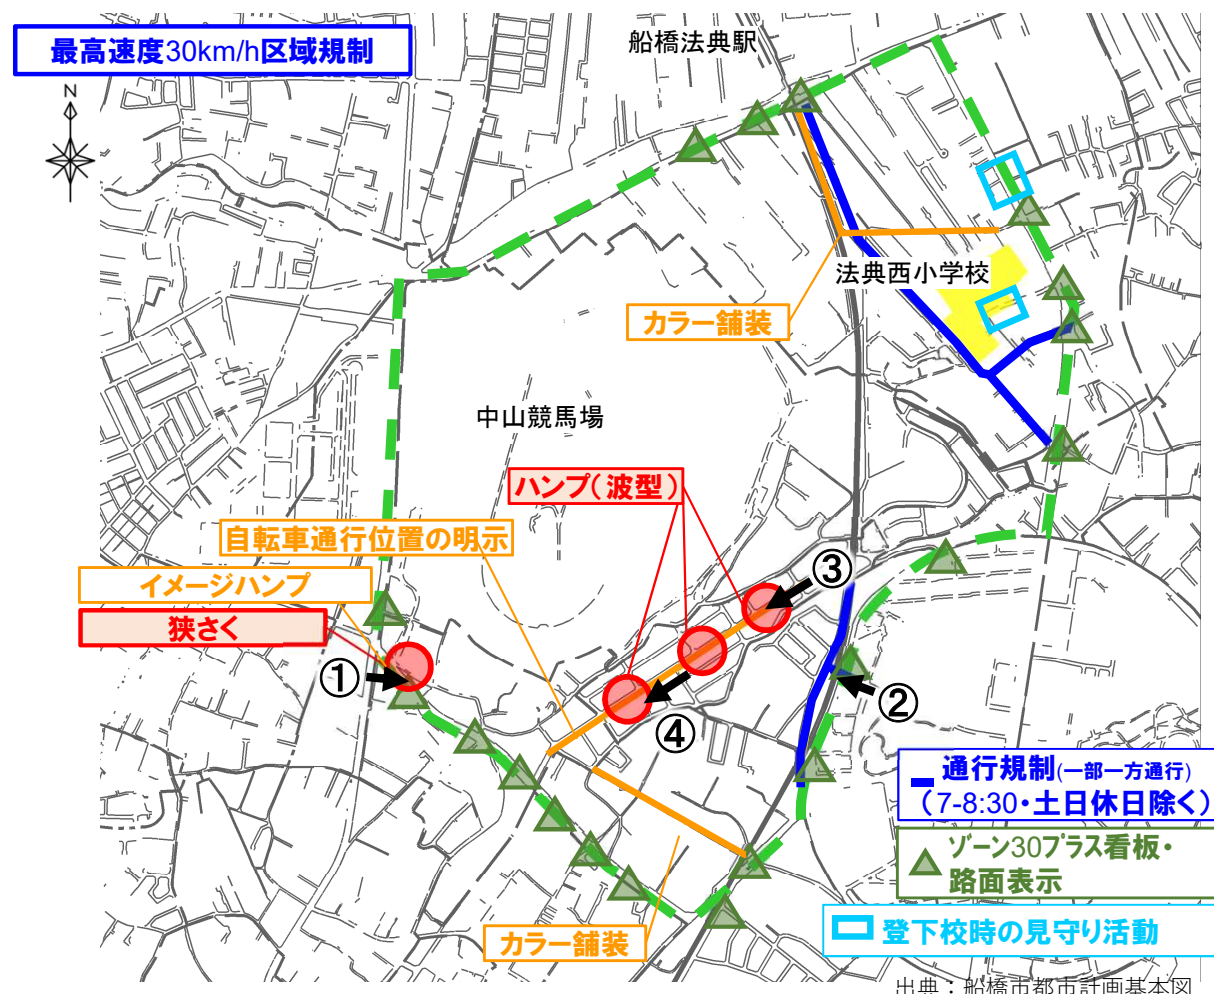 最高速度30km/h区域規制
船橋法典駅
N
法典西小学校
カラー舗装
中山競馬場
ハンプ(波型)
自転車通行位置の明示
イメージハンプ
狭さく
①
②
③
④
通行規制(一部一方通行)
(7-8:30・土日休日除く)
ゾーン30プラス看板・
路面表示
登下校時の見守り活動
カラー舗装
出典:船橋市都市計画基本図